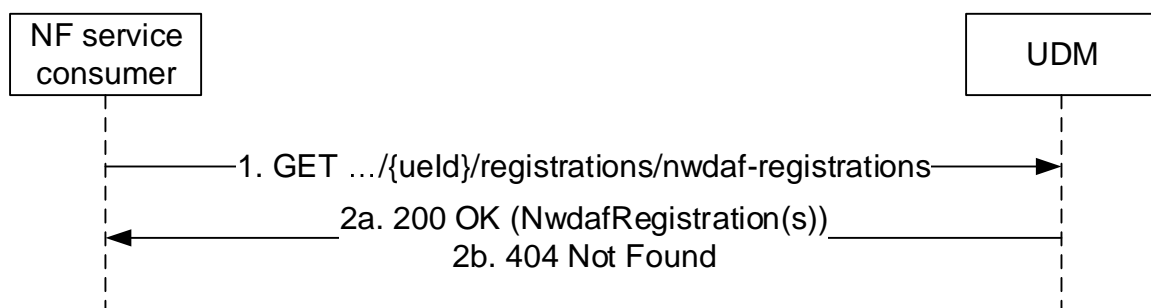 NF service
consumer
UDM
1. GET …/{ueId}/registrations/nwdaf-registrations
2a. 200 OK (NwdafRegistration(s))
2b. 404 Not Found